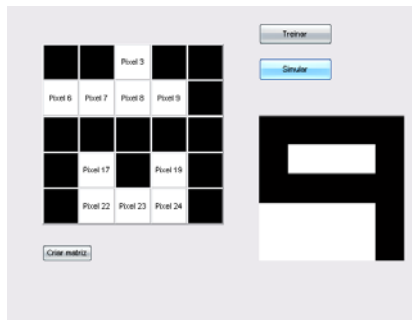 Treinar
Pixel 3
Simular
Pixel 6 Pixel 7 Pixel 8 Pixel 9
Pixel 17 Pixel 19
Pixel 22 Pixel 23 Pixel 24
Criar matriz